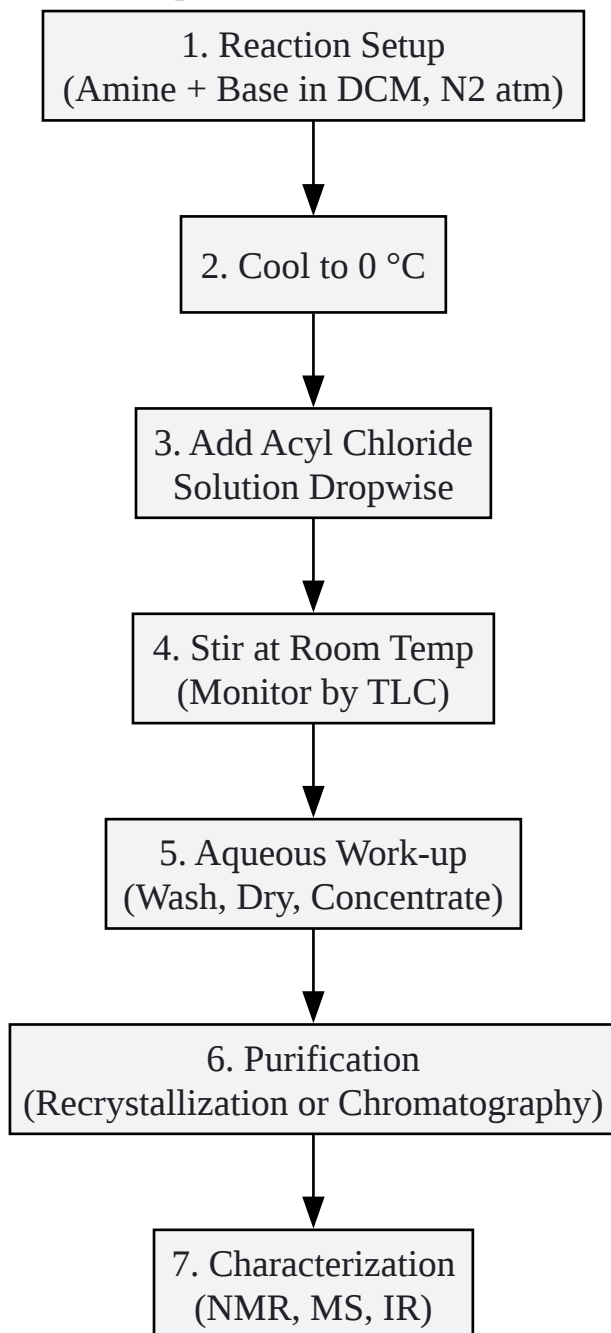 1. Reaction Setup
(Amine + Base in DCM, N2 atm)
2. Cool to 0 °C
3. Add Acyl Chloride
Solution Dropwise
4. Stir at Room Temp
(Monitor by TLC)
5. Aqueous Work-up
(Wash, Dry, Concentrate)
6. Purification
(Recrystallization or Chromatography)
7. Characterization
(NMR, MS, IR)